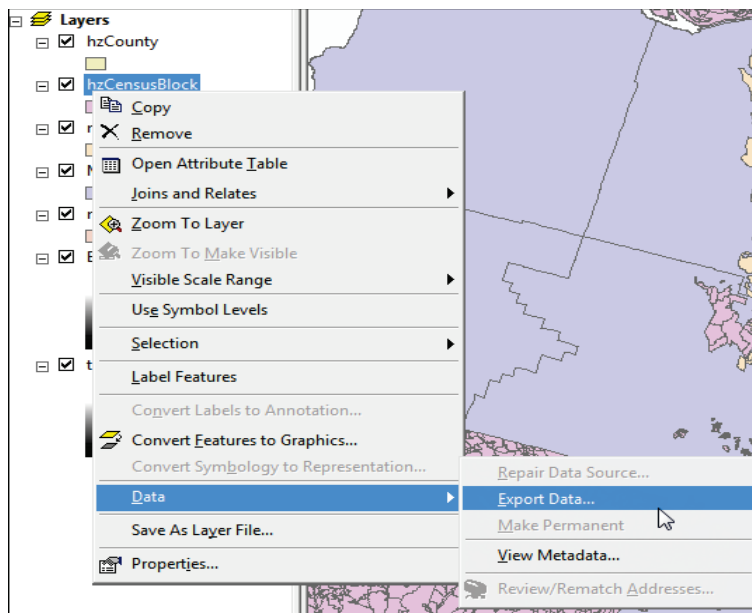 Layers
hzCounty
hzCensusBlock
Copy
Remove
Open Attribute Table
Joins and Relates
Zoom To Layer
Zoom To Make Visible
Visible Scale Range
Use Symbol Levels
Selection
Label Features
Convert Labels to Annotation...
Convert Features to Graphics...
Convert Symbology to Representation...
Data
Save As Layer File...
Properties...
Repair Data Source...
Export Data...
Make Permanent
View Metadata...
Review/Rematch Addresses...